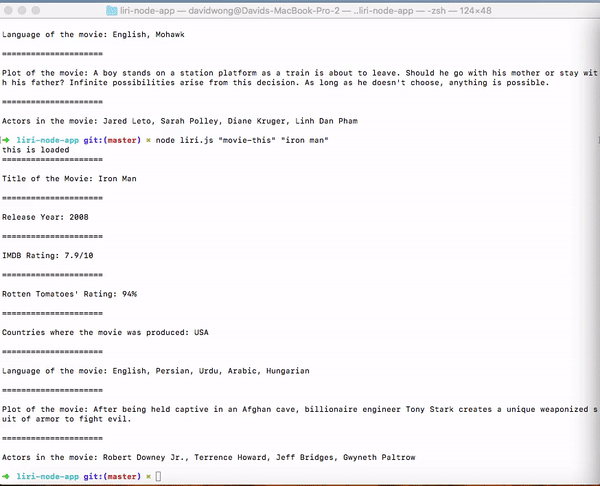 liri-node-app — davidwong@Davids-MacBook-Pro-2 — ..liri-node-app — -zsh — 124×48
Language of the movie: English, Mohawk
=====================
Plot of the movie: A boy stands on a station platform as a train is about to leave. Should he go with his mother or stay wit
h his father? Infinite possibilities arise from this decision. As long as he doesn't choose, anything is possible.
=====================
Actors in the movie: Jared Leto, Sarah Polley, Diane Kruger, Linh Dan Pham
➜ liri-node-app git:(master) × node liri.js "movie-this" "iron man"
this is loaded
=====================
Title of the Movie: Iron Man
=====================
Release Year: 2008
=====================
IMDB Rating: 7.9/10
=====================
Rotten Tomatoes' Rating: 94%
=====================
Countries where the movie was produced: USA
=====================
Language of the movie: English, Persian, Urdu, Arabic, Hungarian
=====================
Plot of the movie: After being held captive in an Afghan cave, billionaire engineer Tony Stark creates a unique weaponized s
uit of armor to fight evil.
=====================
Actors in the movie: Robert Downey Jr., Terrence Howard, Jeff Bridges, Gwyneth Paltrow
➜ liri-node-app git:(master) ×